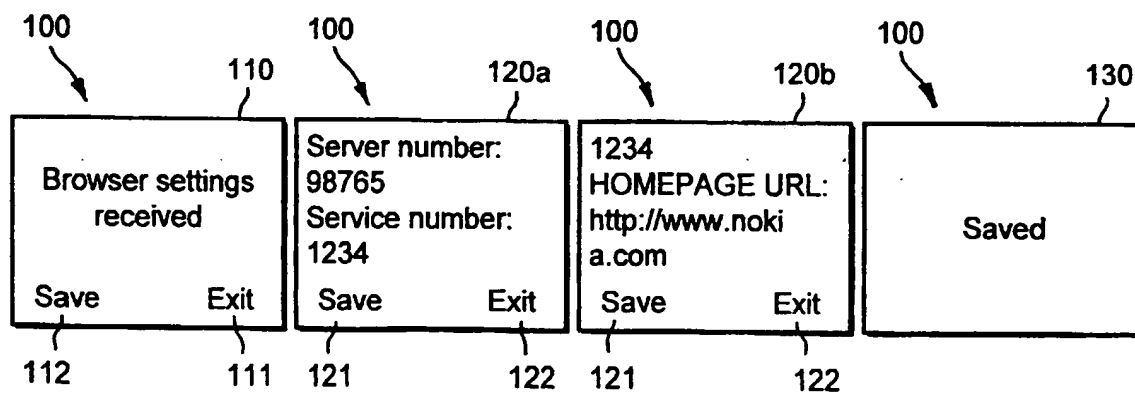 100
100
100
100
110
120a
120b
130
Browser settings
received
Save Exit
Server number:
98765
Service number:
1234
Save Exit
1234
HOMEPAGE URL:
http://www.noki
a.com
Save Exit
Saved
112
111
121
122
121
122